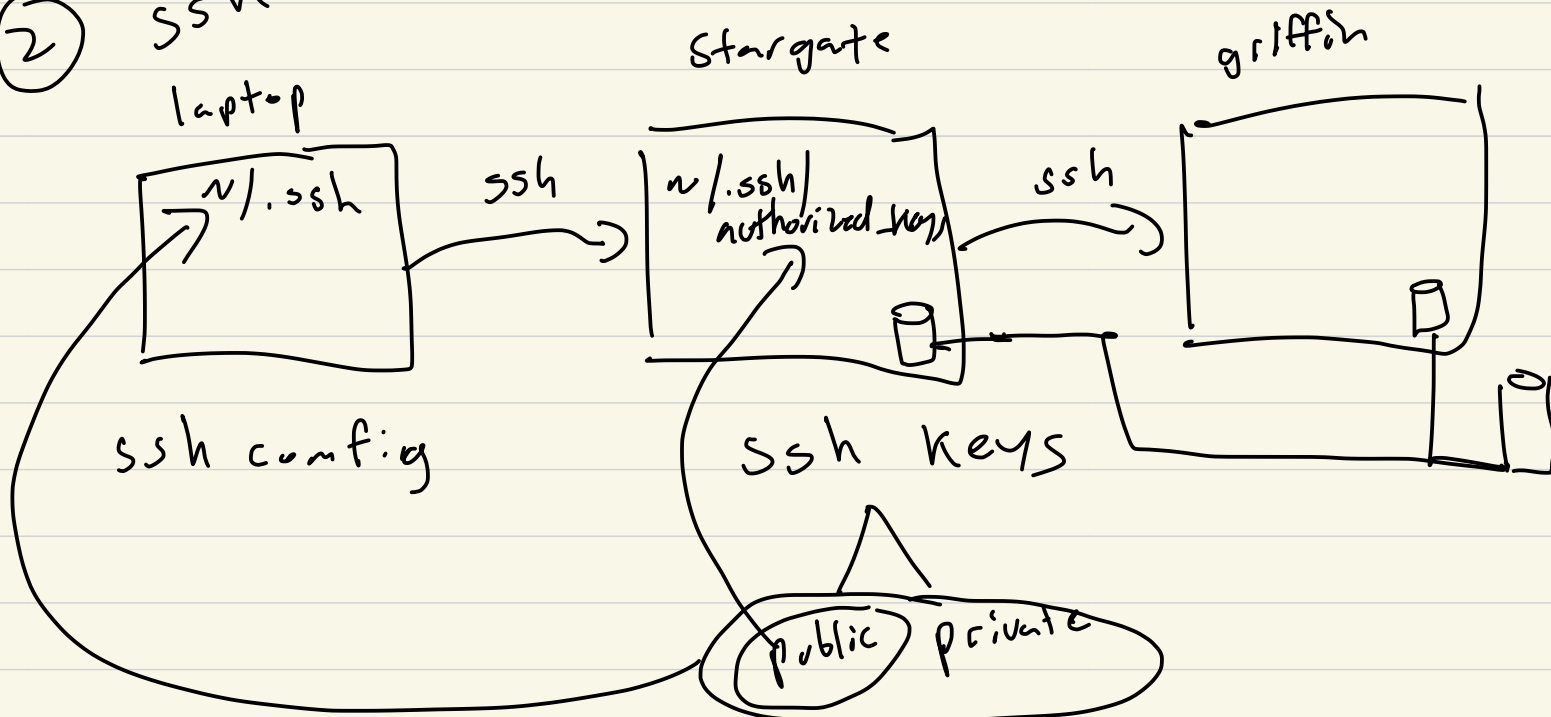 2 ssh
stargate
griffin
laptop
~/.ssh
ssh
~/.ssh/
authorized_keys
ssh
ssh config
ssh keys
public private